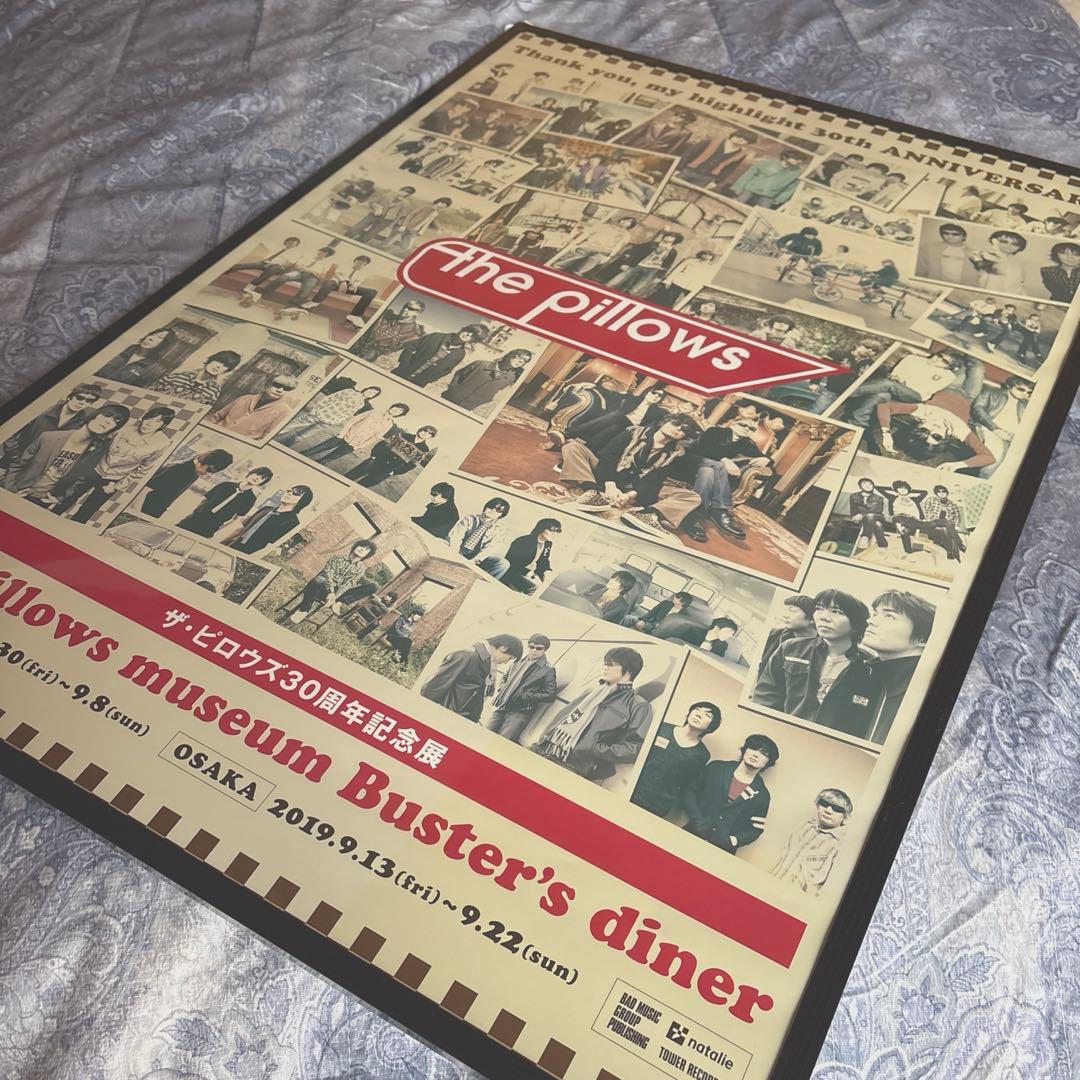 Thank you, my highlight 30th ANNIVERSAR
the pillows
ザ・ピロウズ30周年記念展
illows museum Buster's diner
30(fri)~9.8(sun)
OSAKA 2019.9.13(fri)~9.22(sun)
BAD MUSIC
GROUP
PUBLISHING
natalie
TOWER RECOR